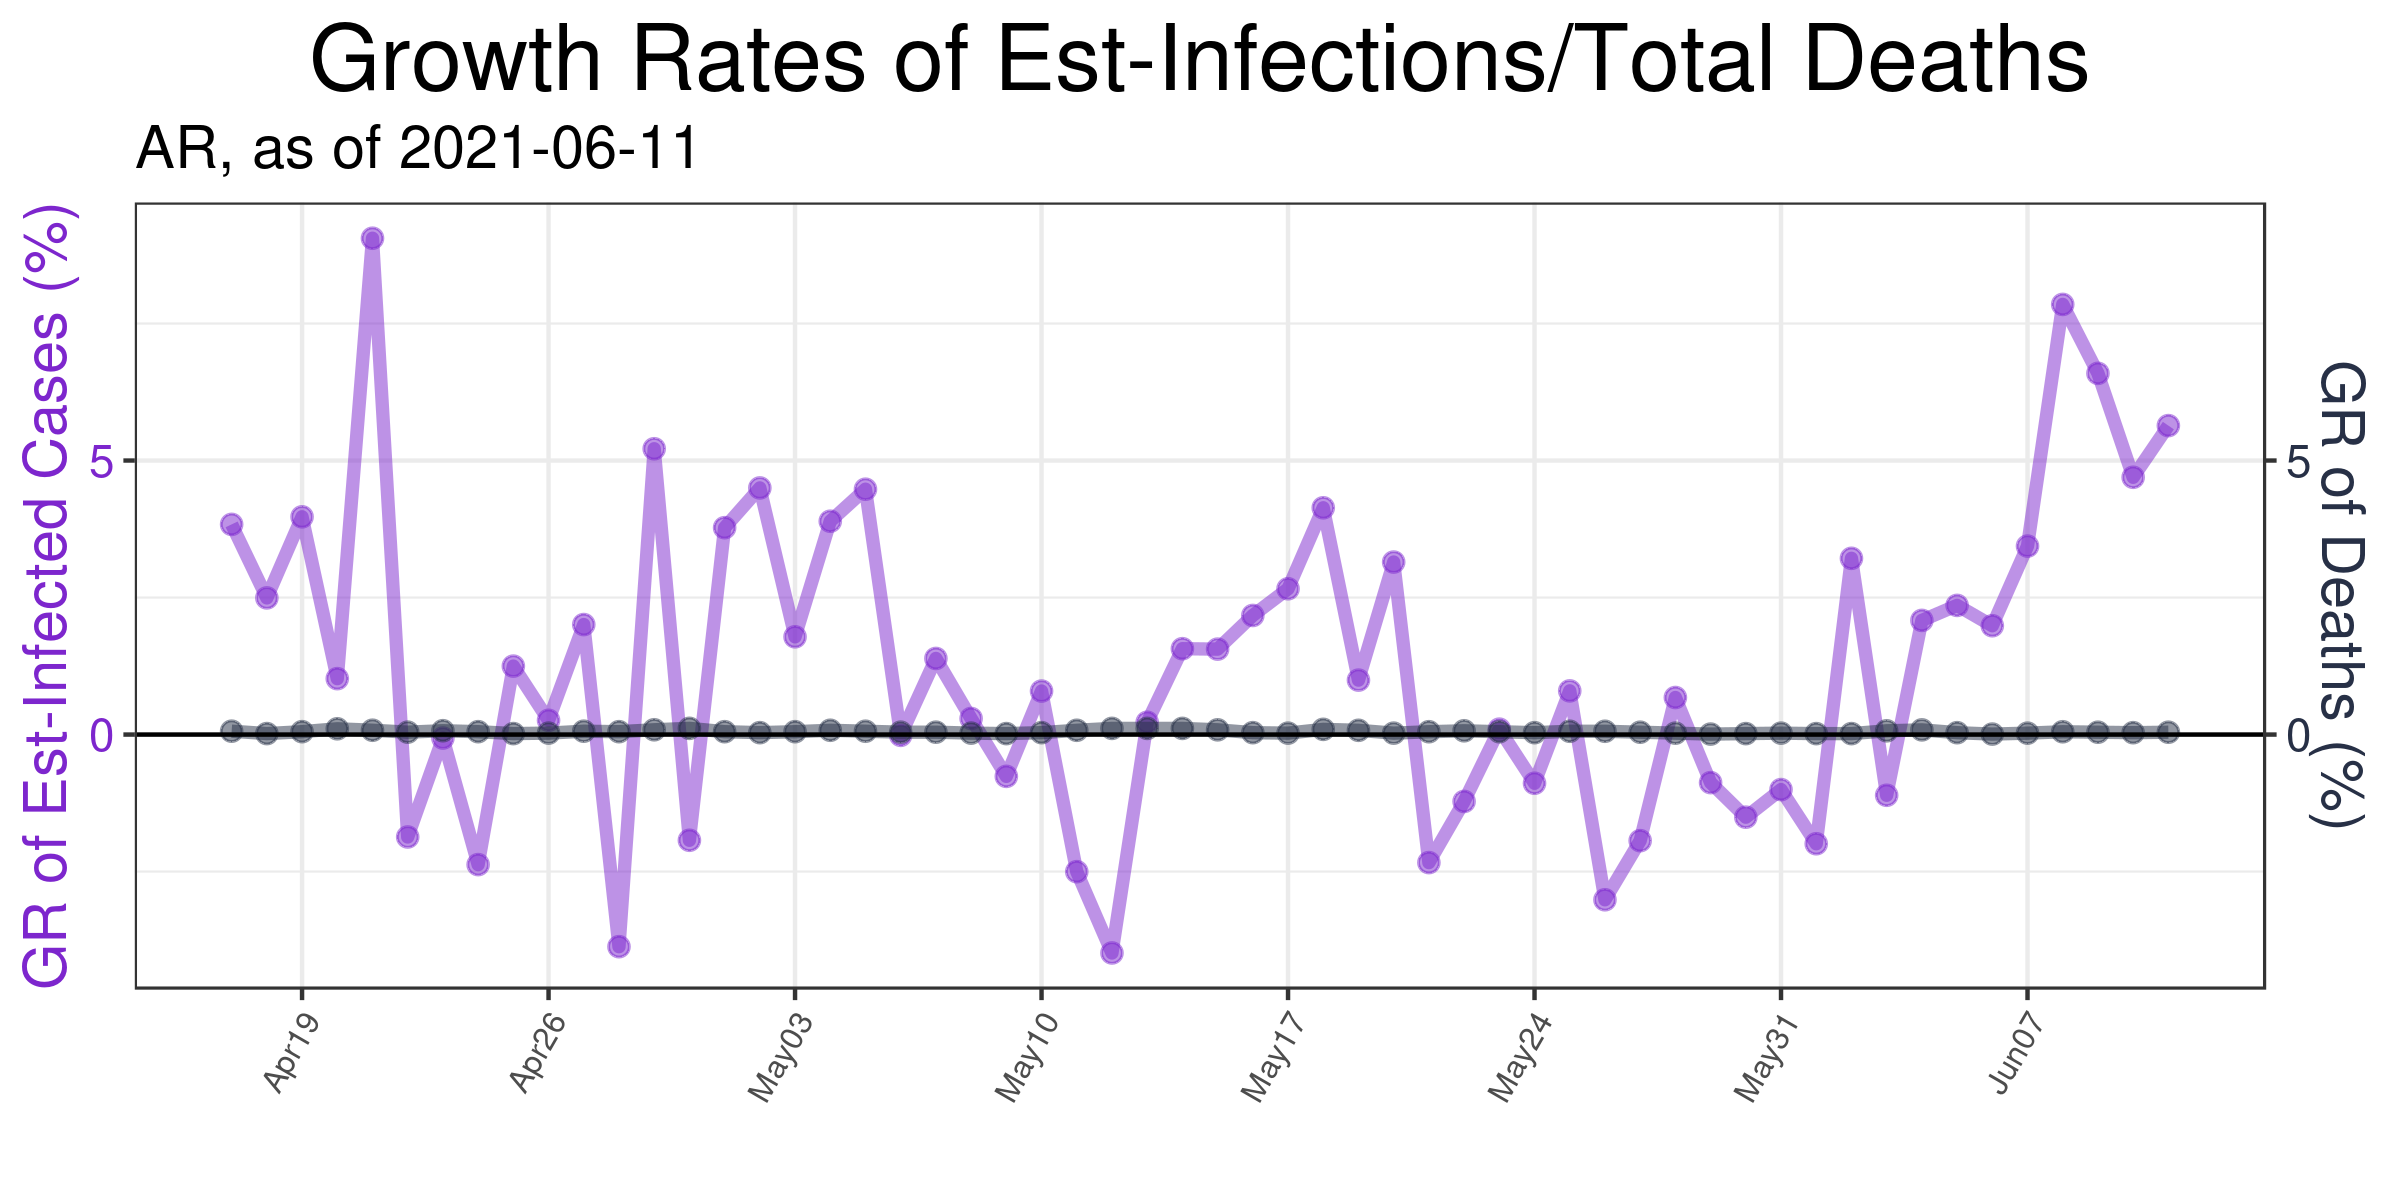 Growth Rates of Est-Infections/Total Deaths
AR, as of 2021-06-11
GR of Est-Infected Cases (%)
5
0
GR of Deaths (%)
5
0
Apr19
Apr26
May03
May10
May17
May24
May31
Jun07